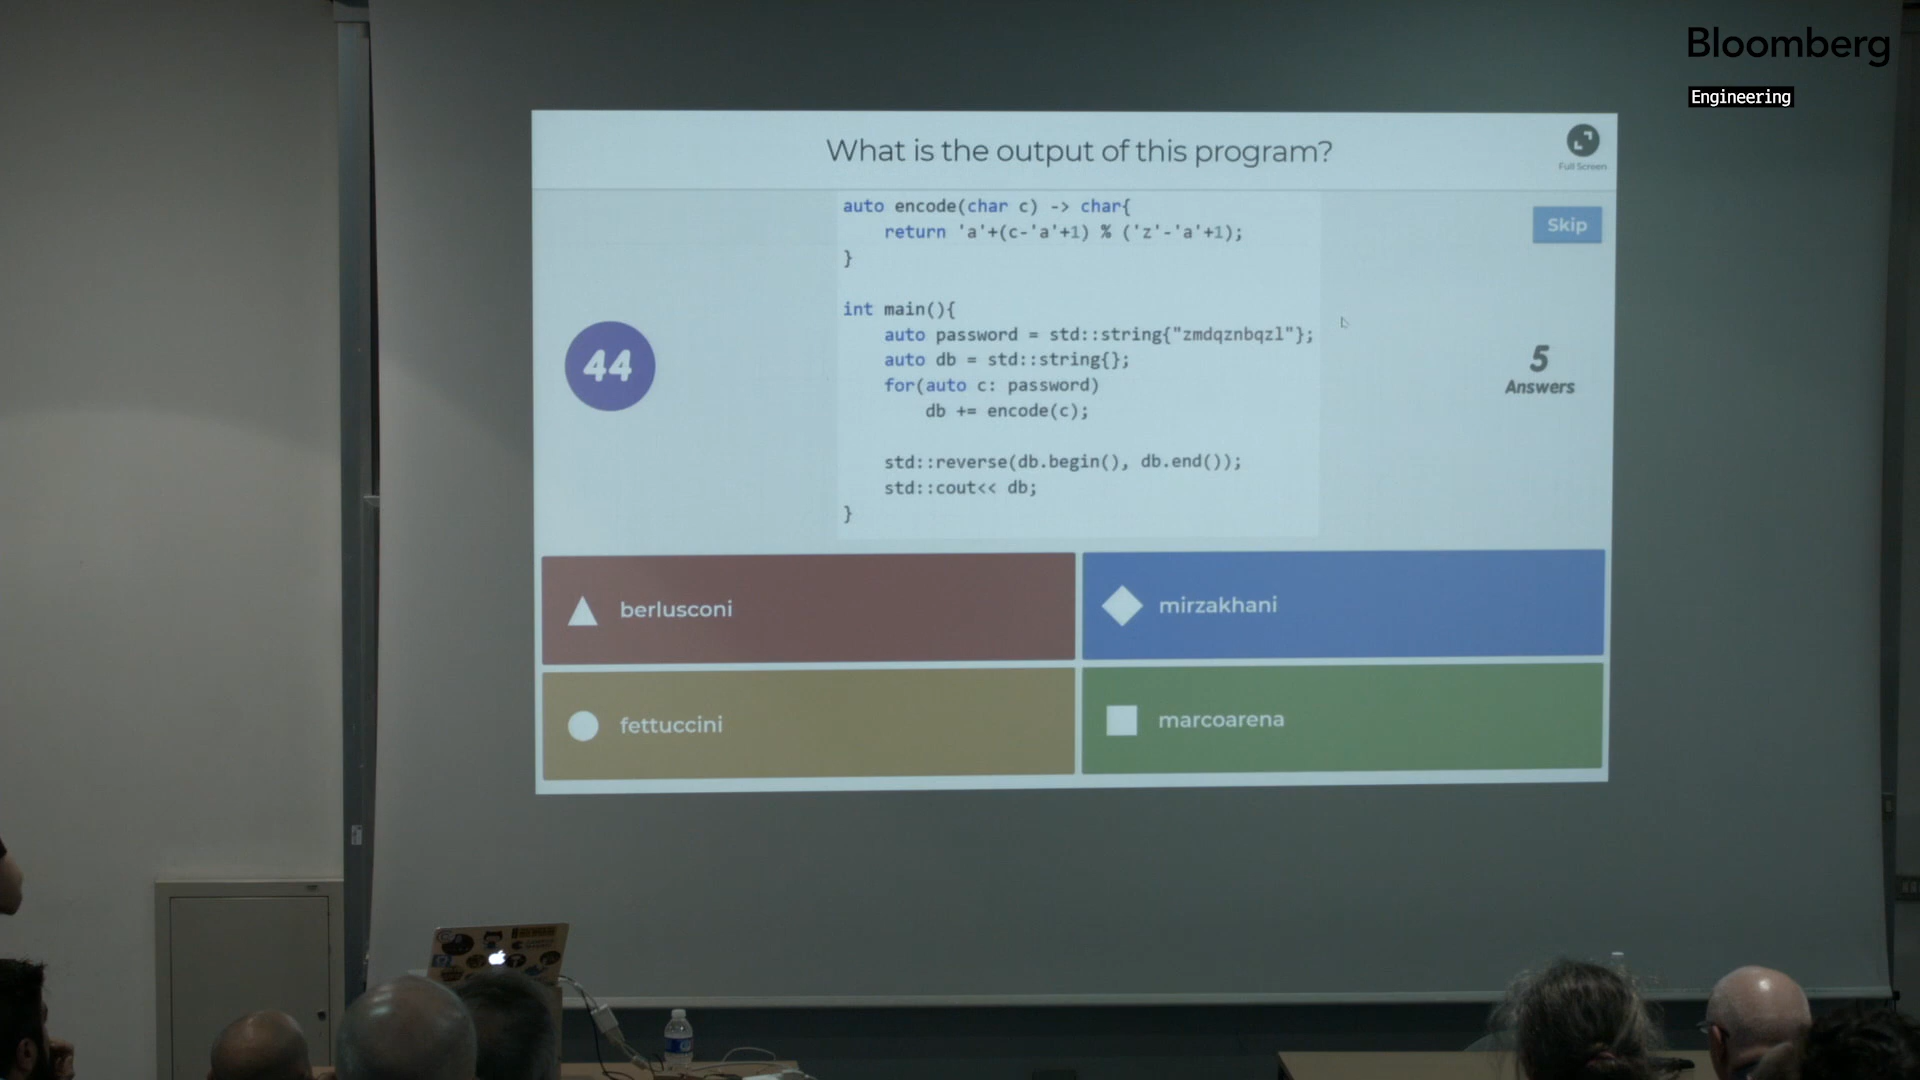 Bloomberg
Engineering
What is the output of this program?
Full Screen
auto encode(char c) -> char{
    return 'a'+(c-'a'+1) % ('z'-'a'+1);
}
Skip
int main(){
    auto password = std::string{"zmdqznbqzl"};
    auto db = std::string{};
    for(auto c: password)
        db += encode(c);
    std::reverse(db.begin(), db.end());
    std::cout<< db;
}
44
5
Answers
berlusconi
mirzakhani
fettuccini
marcoarena